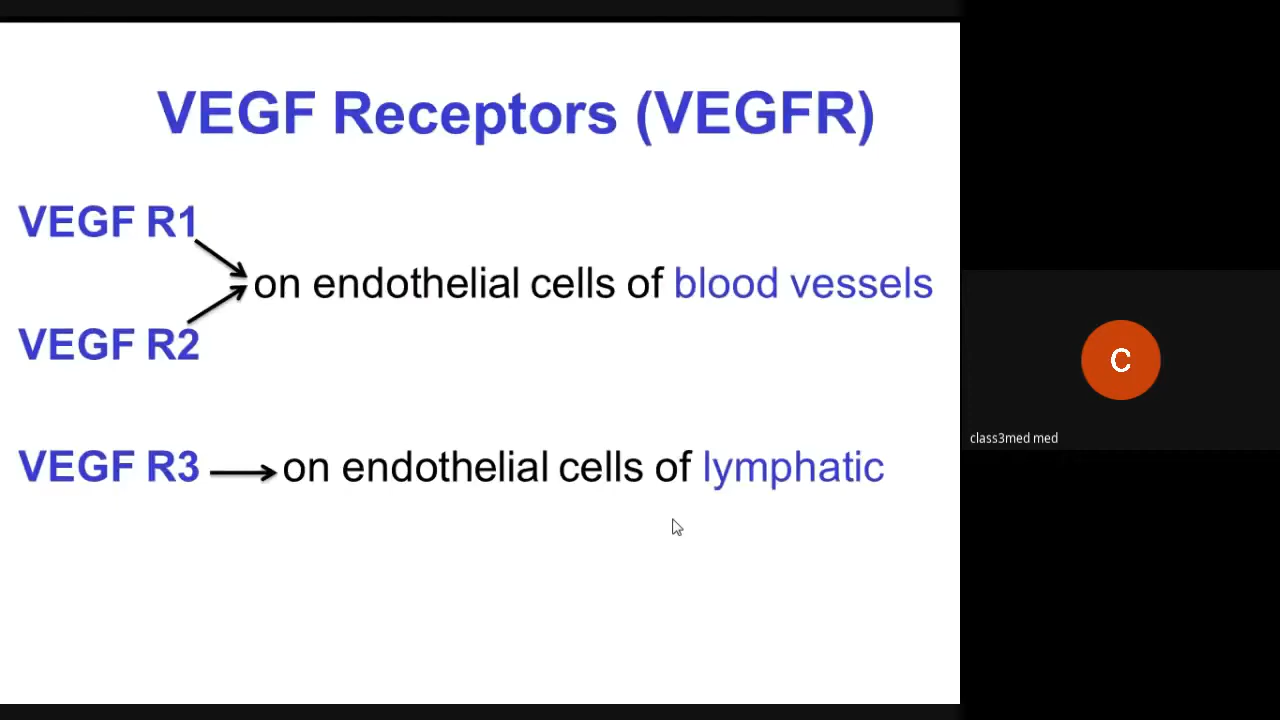 VEGF Receptors (VEGFR)
VEGF R1
on endothelial cells of blood vessels
VEGF R2
VEGF R3 on endothelial cells of lymphatic
C
class3med med